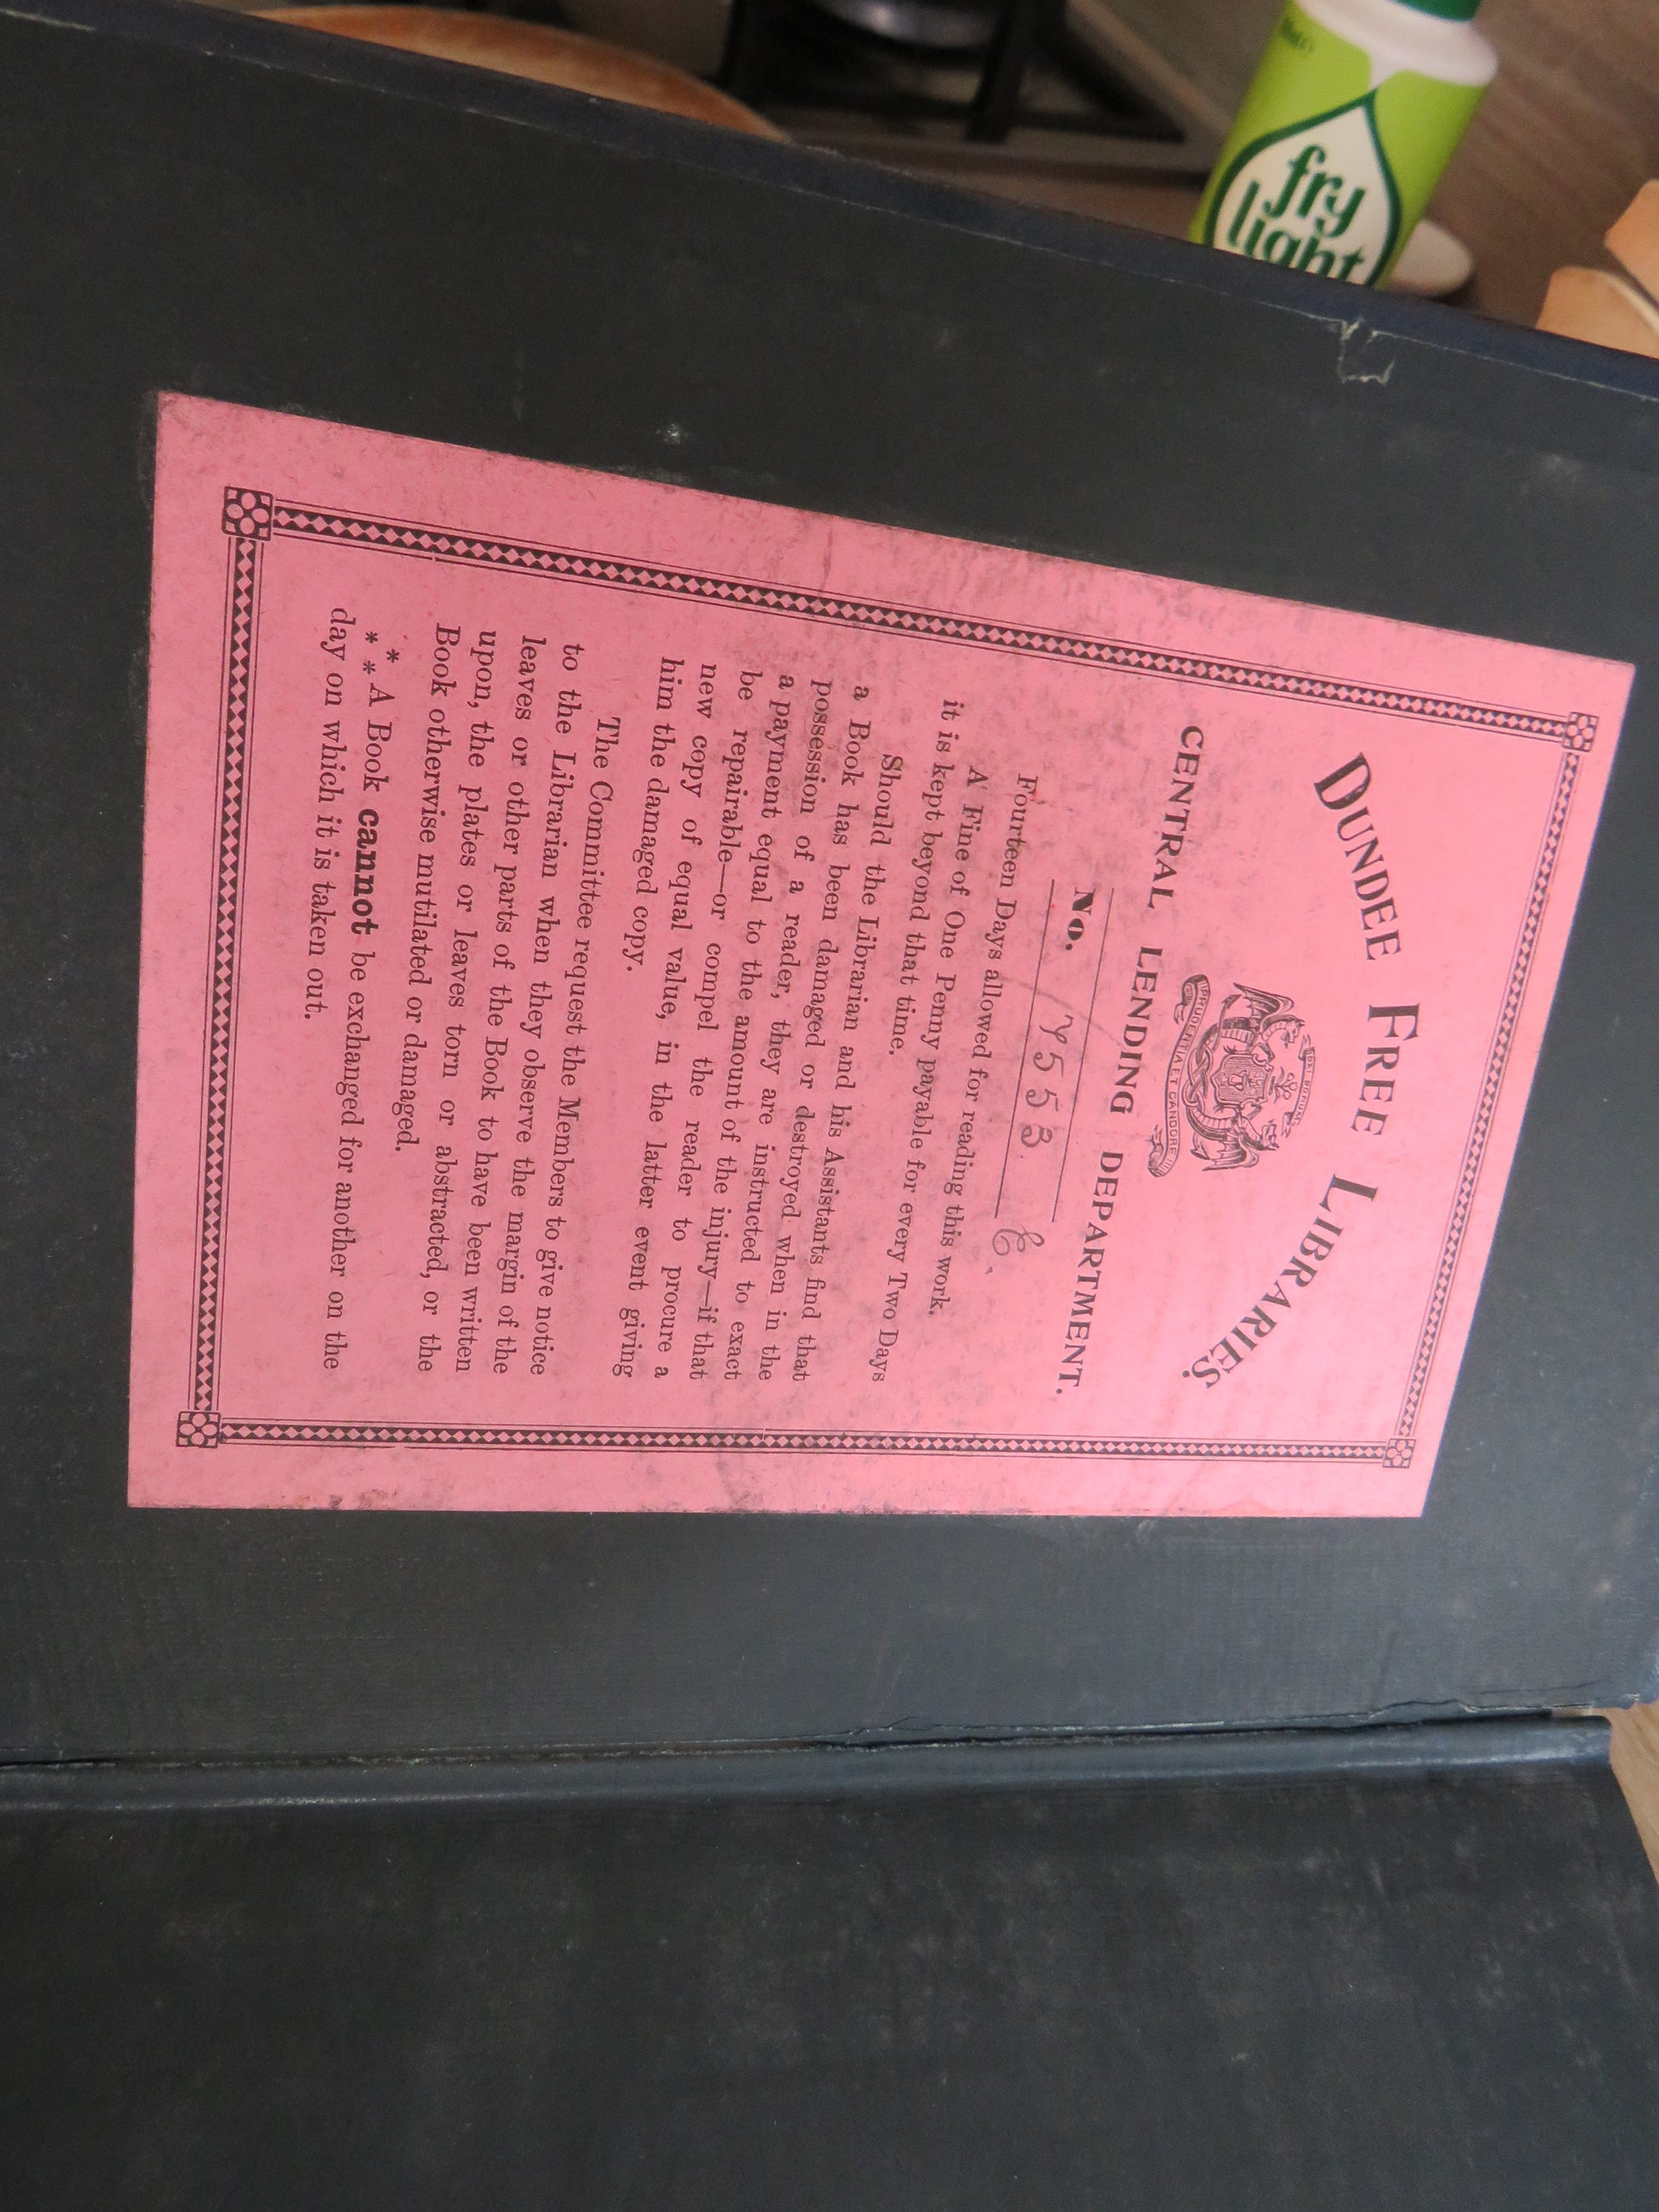 DUNDEE FREE LIBRARIES.
PRUDENTIA ET CANDORE
CENTRAL LENDING DEPARTMENT.
No. 17553. C.
Fourteen Days allowed for reading this work.
A Fine of One Penny payable for every Two Days
it is kept beyond that time.
Should the Librarian and his Assistants find that
a Book has been damaged or destroyed when in the
possession of a reader, they are instructed to exact
a payment equal to the amount of the injury—if that
be repairable—or compel the reader to procure a
new copy of equal value, in the latter event giving
him the damaged copy.
The Committee request the Members to give notice
to the Librarian when they observe the margin of the
leaves or other parts of the Book to have been written
upon, the plates or leaves torn or abstracted, or the
Book otherwise mutilated or damaged.
*** A Book cannot be exchanged for another on the
day on which it is taken out.
fry
light